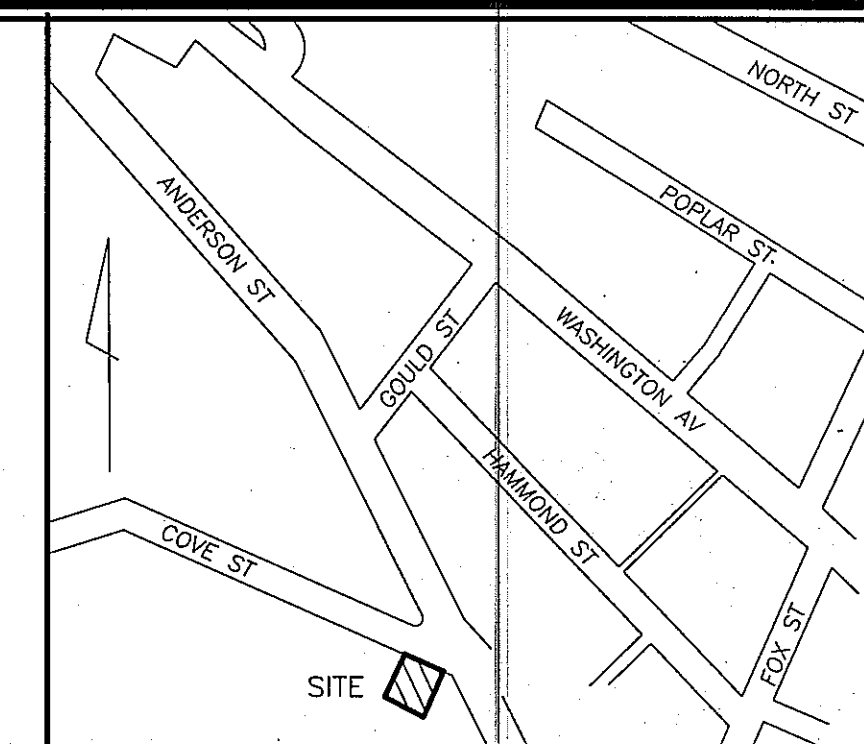 NORTH ST
POPLAR ST.
ANDERSON ST
GOULD ST
WASHINGTON AV
HAMMOND ST
COVE ST
FOX ST
SITE